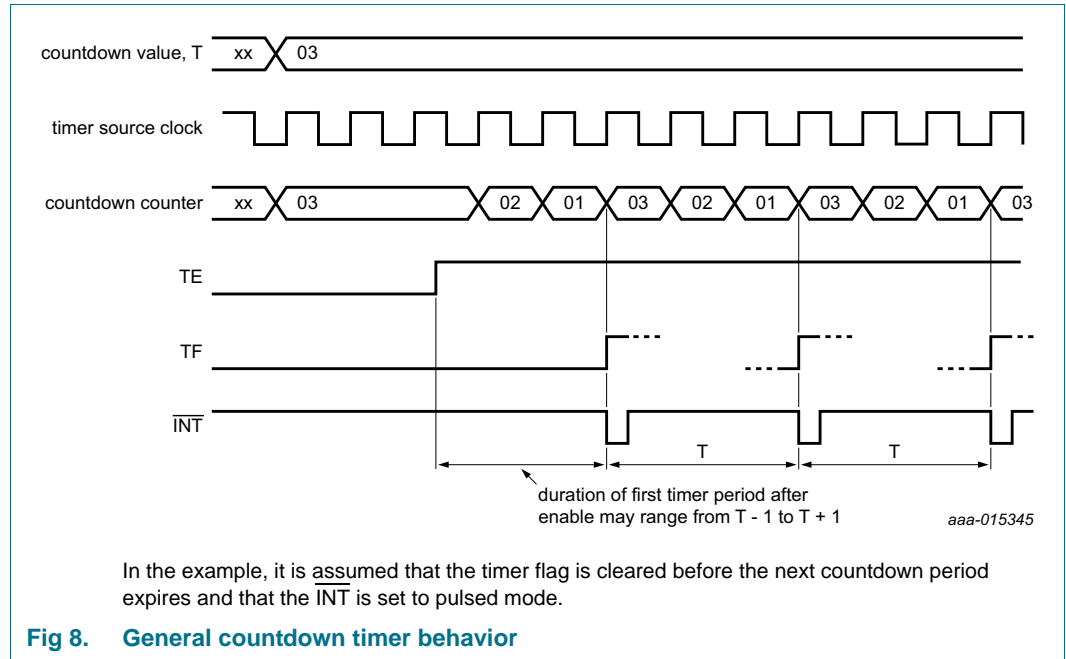 countdown value, T xx 03
timer source clock
countdown counter xx 03 02 01 03 02 01 03 02 01 03
TE
TF
INT
T T
duration of first timer period after
enable may range from T - 1 to T + 1
aaa-015345
In the example, it is assumed that the timer flag is cleared before the next countdown period
expires and that the INT is set to pulsed mode.
Fig 8. General countdown timer behavior